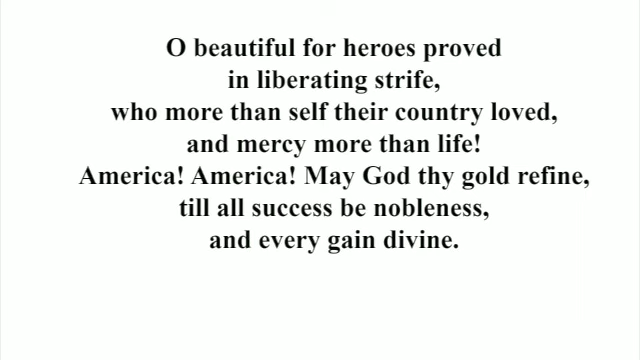 O beautiful for heroes proved
in liberating strife,
who more than self their country loved,
and mercy more than life!
America! America! May God thy gold refine,
till all success be nobleness,
and every gain divine.